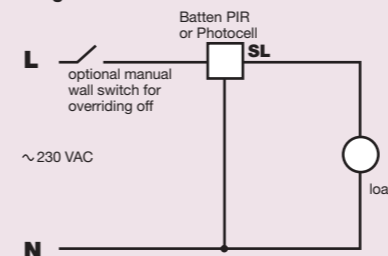 Batten PIR
or Photocell
L
SL
optional manual
wall switch for
overriding off
~230 VAC
N